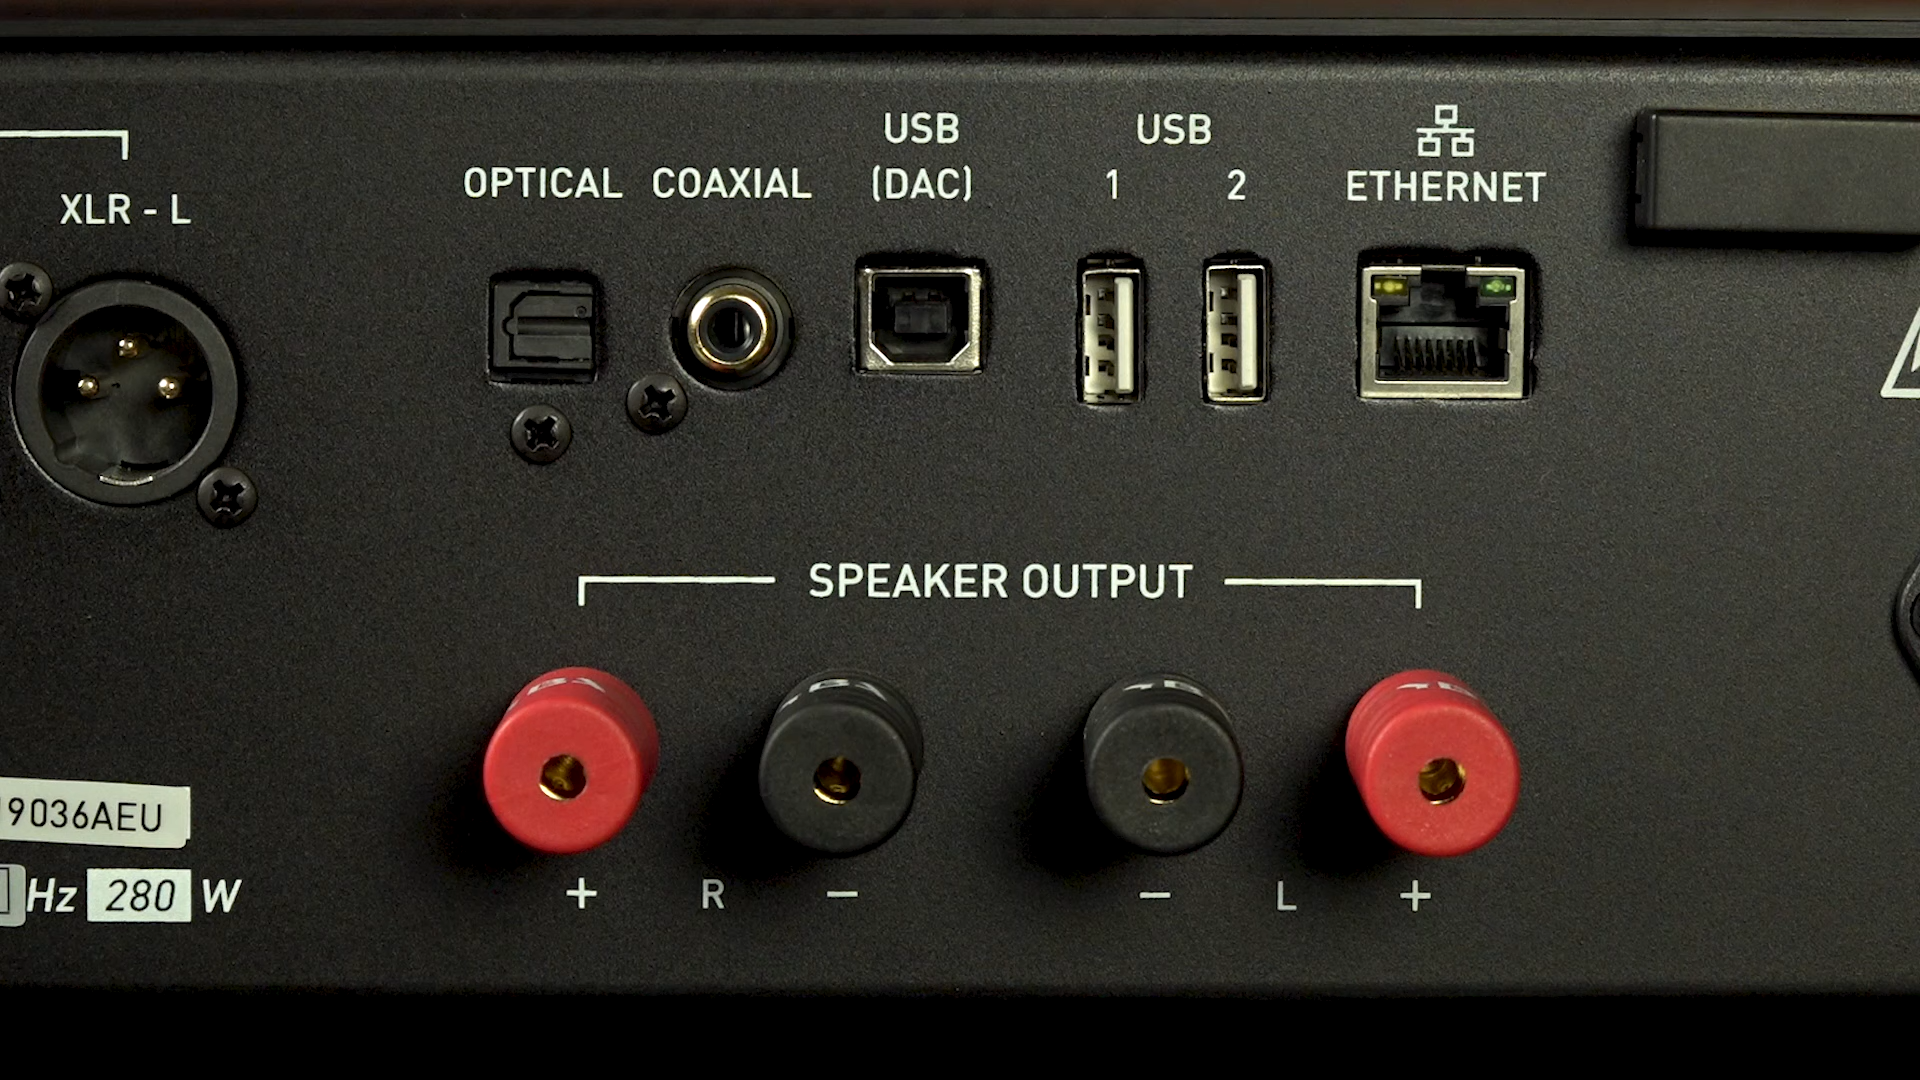 USB
USB
OPTICAL
COAXIAL
(DAC)
1
2
ETHERNET
XLR - L
SPEAKER OUTPUT
9036AEU
Hz 280 W
+ R -
- L +